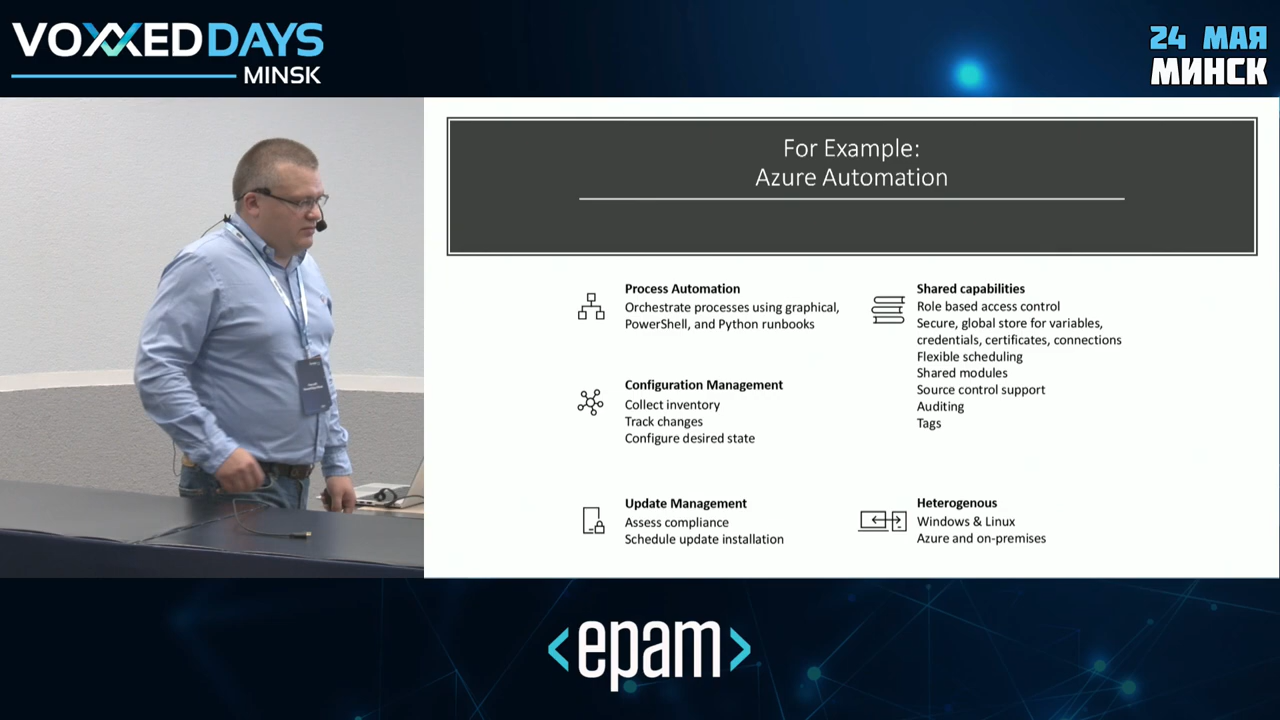 VOXXED DAYS
MINSK
24 МАЯ
МИНСК
For Example:
Azure Automation
Process Automation
Orchestrate processes using graphical,
PowerShell, and Python runbooks
Configuration Management
Collect inventory
Track changes
Configure desired state
Update Management
Assess compliance
Schedule update installation
Shared capabilities
Role based access control
Secure, global store for variables,
credentials, certificates, connections
Flexible scheduling
Shared modules
Source control support
Auditing
Tags
Heterogenous
Windows & Linux
Azure and on-premises
<epam>